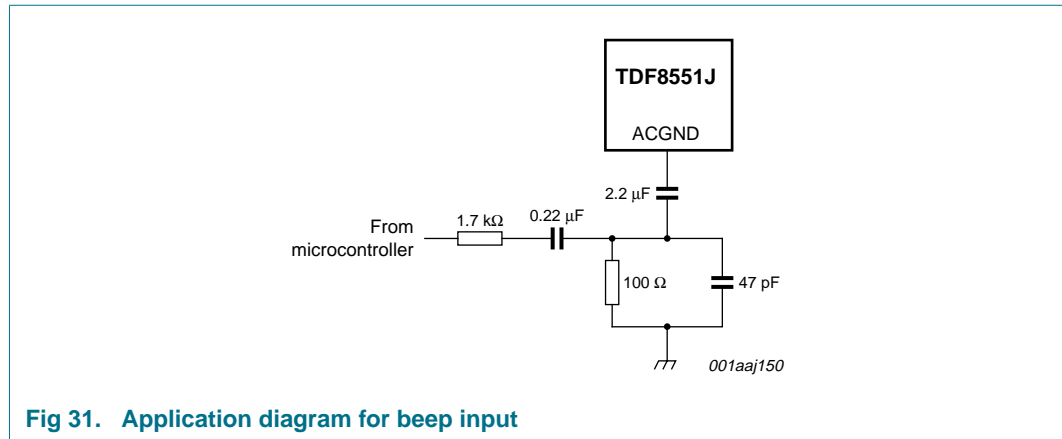 TDF8551J
ACGND
2.2 μF
1.7 kΩ
0.22 μF
From
microcontroller
100 Ω
47 pF
001aaj150
Fig 31. Application diagram for beep input